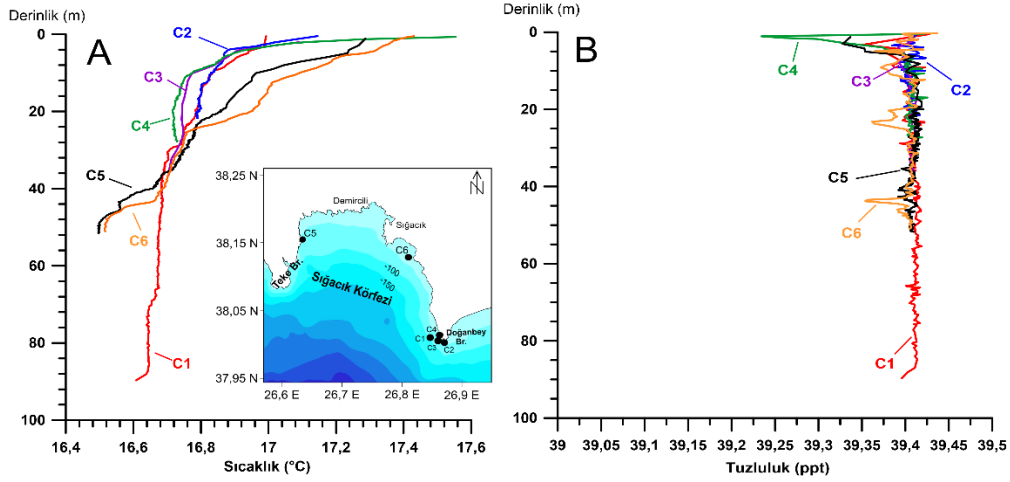 Derinlik (m)
A
0
20
40
60
80
100
16,4
16,6
16,8
17
17,2
17,4
17,6
Sıcaklık (°C)
C2
C3
C4
C5
C6
C1
38,25
38,15
38,05
37,95
26,6 E
26,7 E
26,8 E
26,9 E
N
Demircili
Sığacık
C5
C6
Teke Br.
-100
-150
Sığacık Körfezi
C4
C1
C3
C2
Doğanbey
Br.
Derinlik (m)
B
0
20
40
60
80
100
39
39,05
39,1
39,15
39,2
39,25
39,3
39,35
39,4
39,45
39,5
Tuzluluk (ppt)
C4
C3
C2
C5
C6
C1